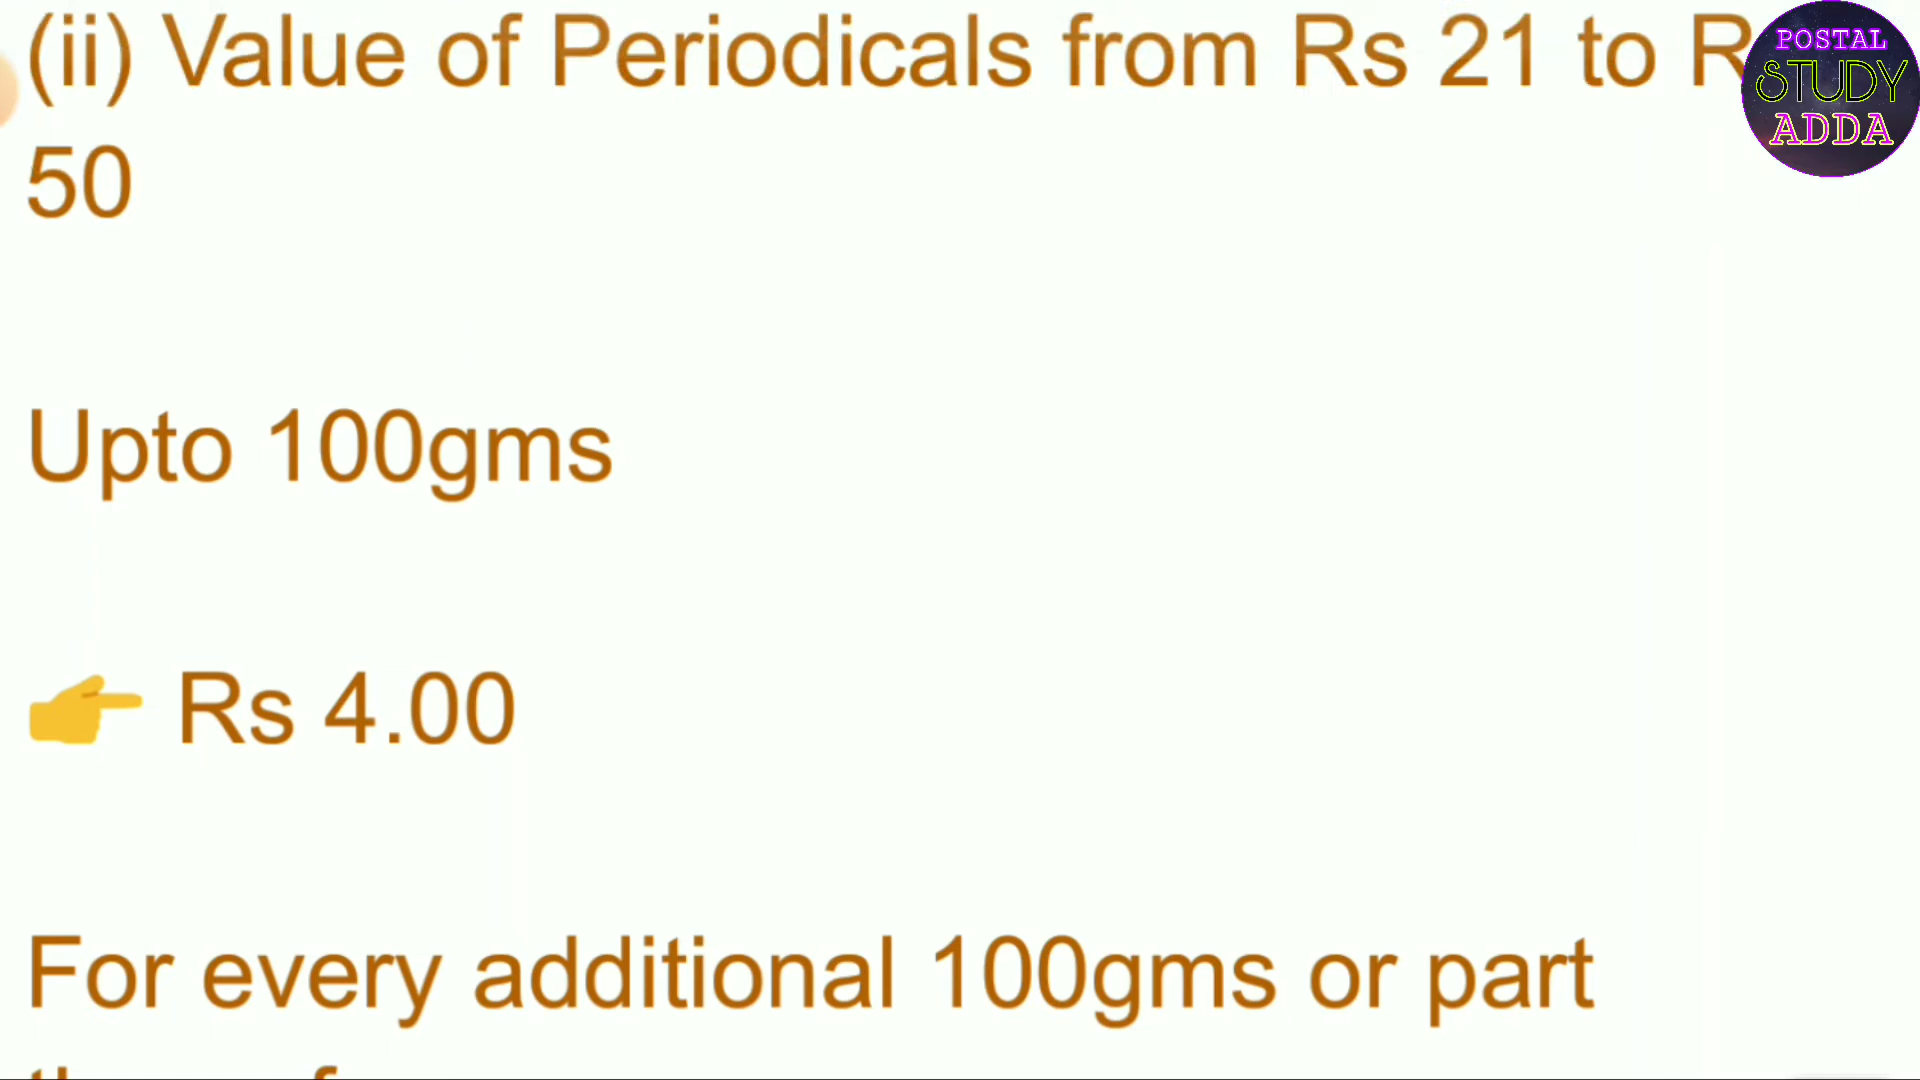 (ii) Value of Periodicals from Rs 21 to
50
Upto 100gms
👉 Rs 4.00
For every additional 100gms or part
POSTAL
STUDY
ADDA